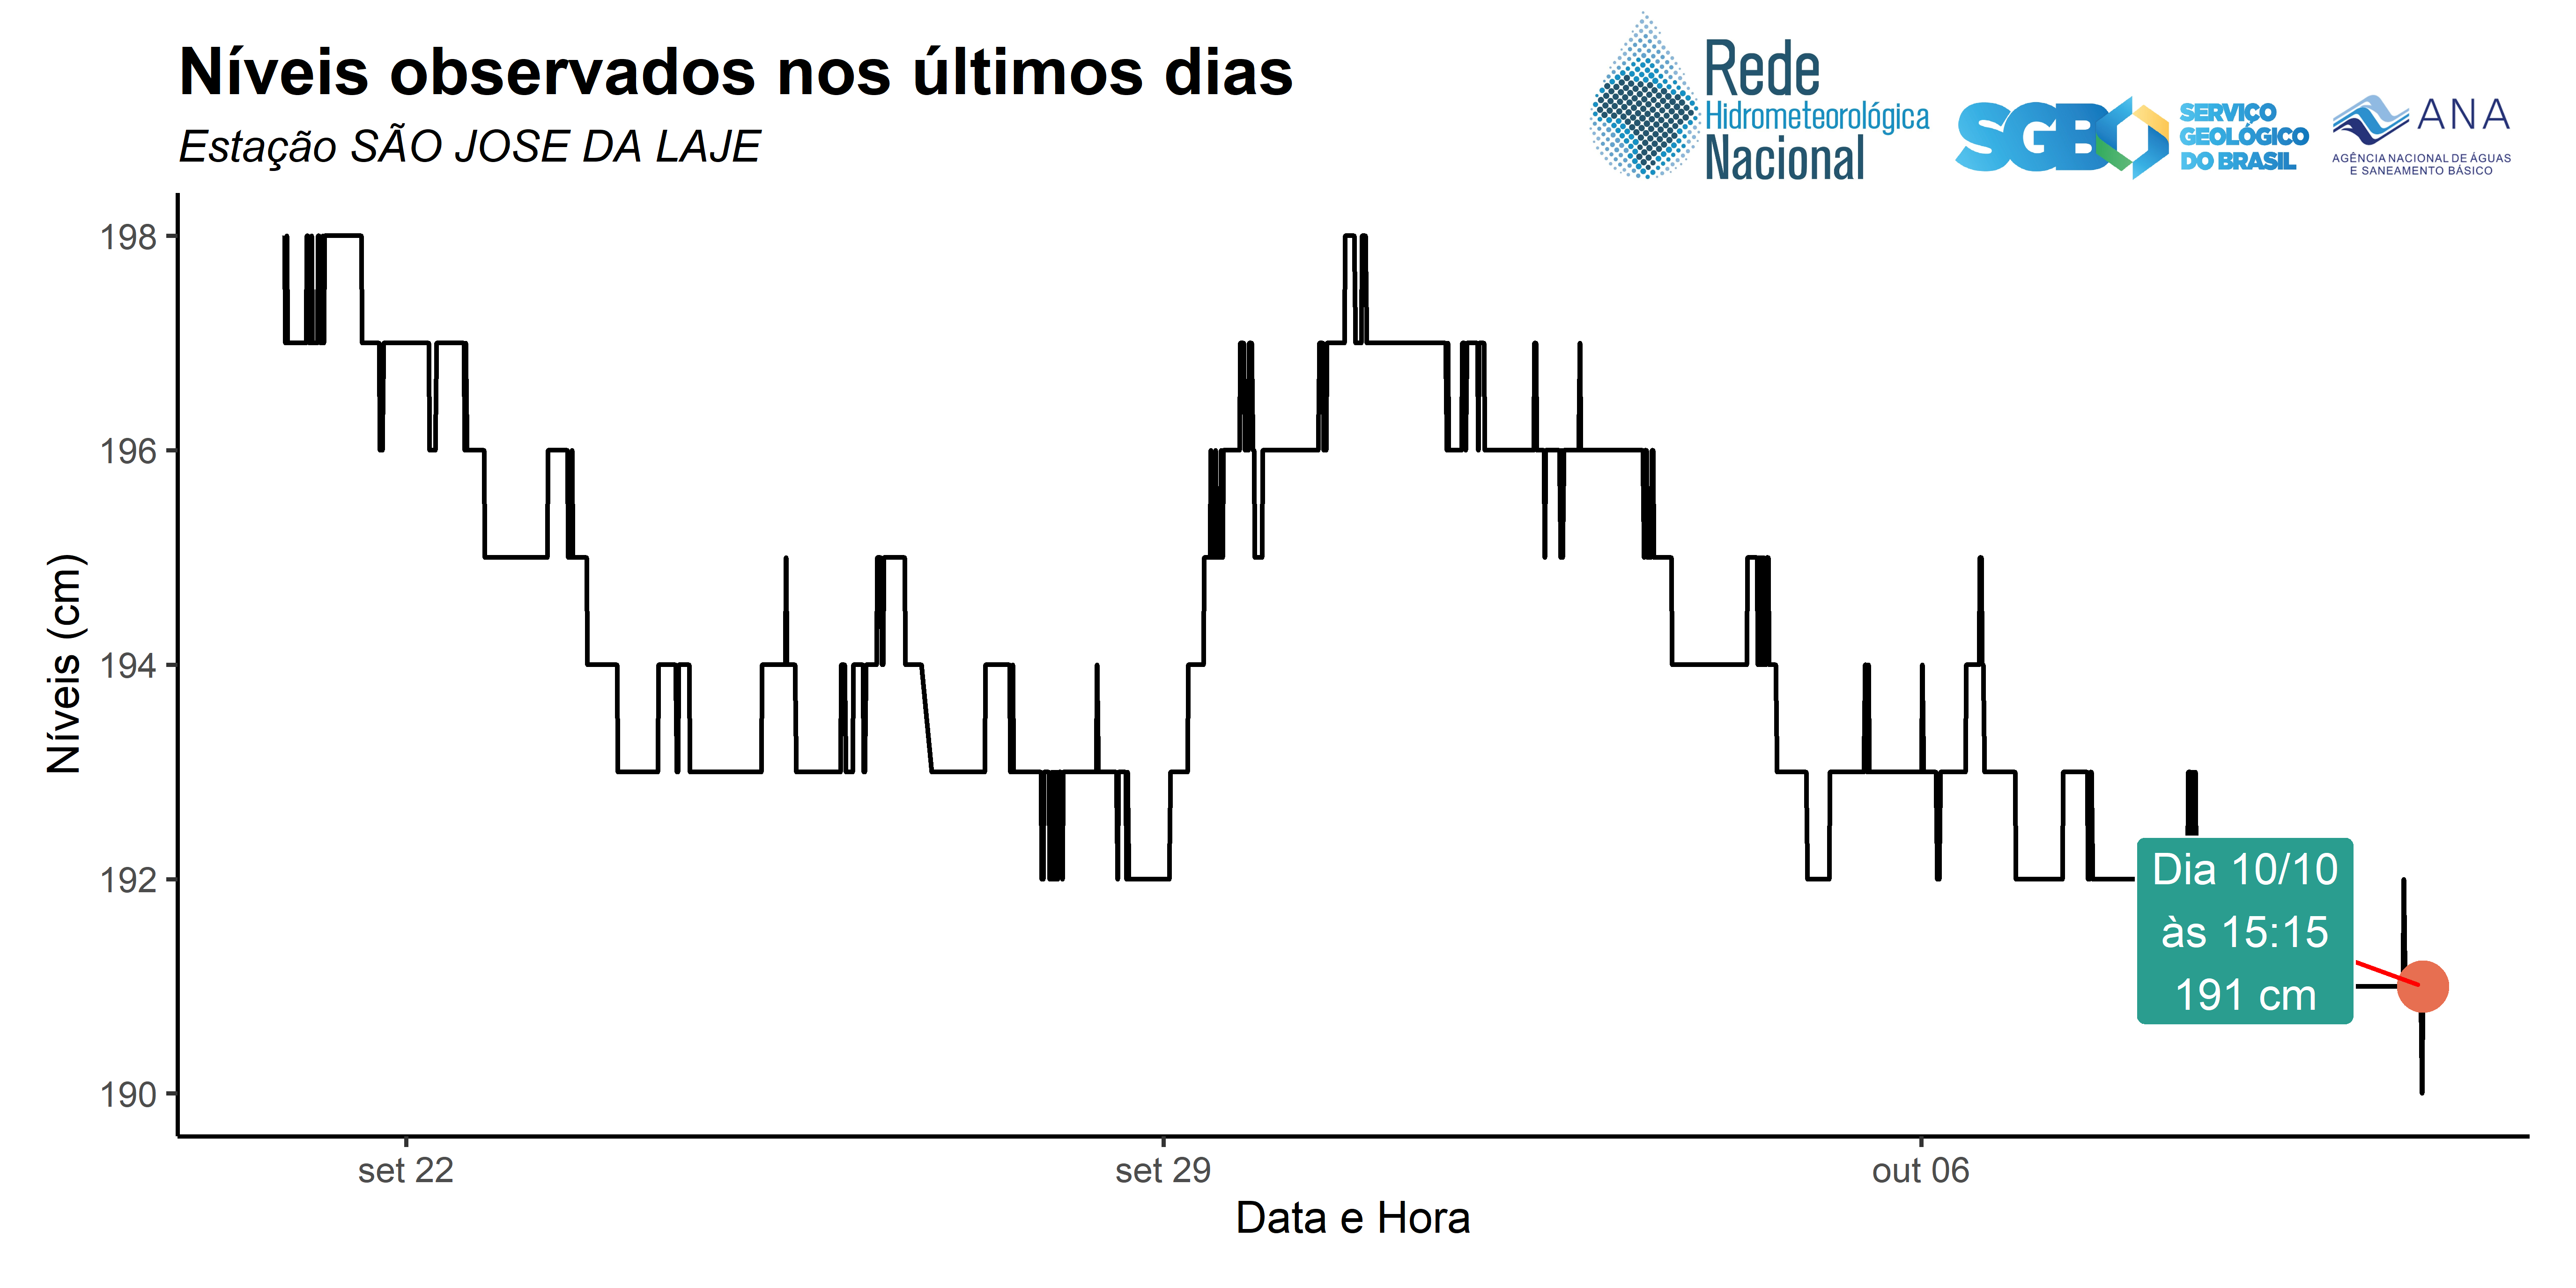 Níveis observados nos últimos dias
Estação SÃO JOSE DA LAJE
Rede
Hidrometeorológica
Nacional
SGB
SERVIÇO
GEOLÓGICO
DO BRASIL
ANA
AGÊNCIA NACIONAL DE ÁGUAS
E SANEAMENTO BÁSICO
Níveis (cm)
198
196
194
192
190
Dia 10/10
às 15:15
191 cm
set 22
set 29
out 06
Data e Hora